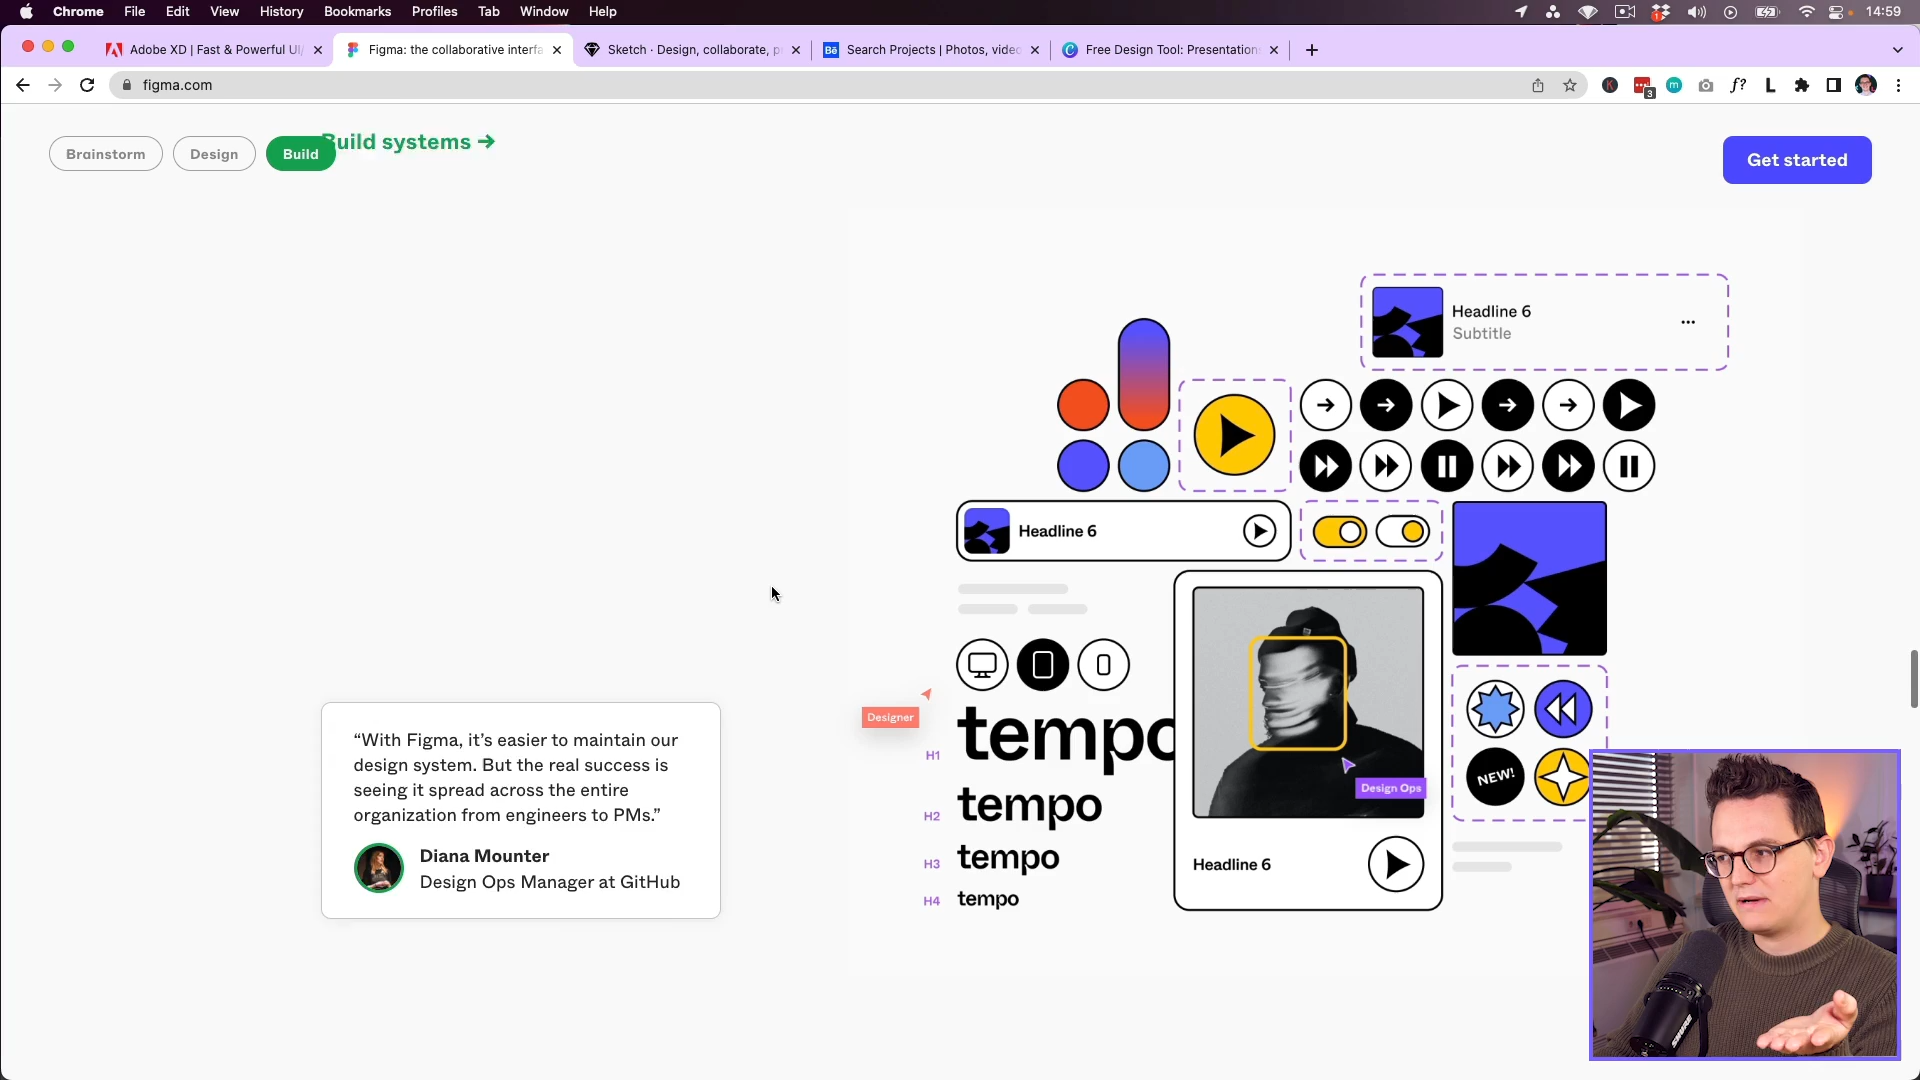 Chrome File Edit View History Bookmarks Profiles Tab Window Help
14:59
Adobe XD | Fast & Powerful UI/
Figma: the collaborative interfa
Sketch · Design, collaborate, p
Bē Search Projects | Photos, video
Free Design Tool: Presentation
figma.com
3
f?
L
Brainstorm
Design
Build
Build systems →
Get started
Headline 6
Subtitle
Headline 6
Designer
H1 tempo
H2 tempo
H3 tempo
H4 tempo
Design Ops
Headline 6
NEW!
“With Figma, it’s easier to maintain our
design system. But the real success is
seeing it spread across the entire
organization from engineers to PMs.”
Diana Mounter
Design Ops Manager at GitHub
SHURE